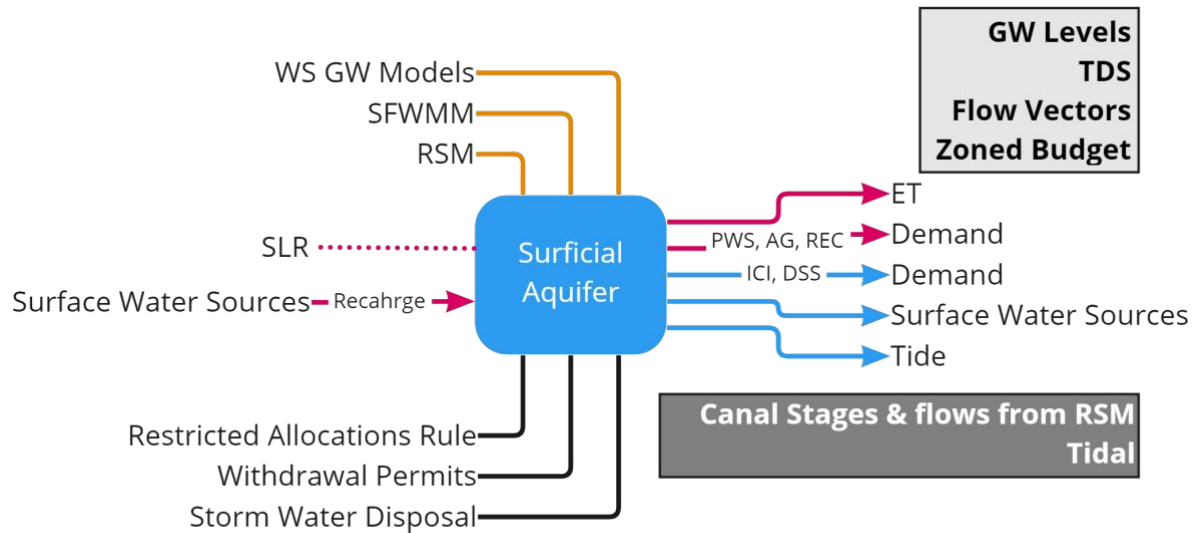 GW Levels
TDS
Flow Vectors
Zoned Budget
WS GW Models
SFWMM
RSM
SLR
Surface Water Sources
Recahrge
Surficial
Aquifer
ET
PWS, AG, REC
Demand
ICI, DSS
Demand
Surface Water Sources
Tide
Restricted Allocations Rule
Withdrawal Permits
Storm Water Disposal
Canal Stages & flows from RSM
Tidal